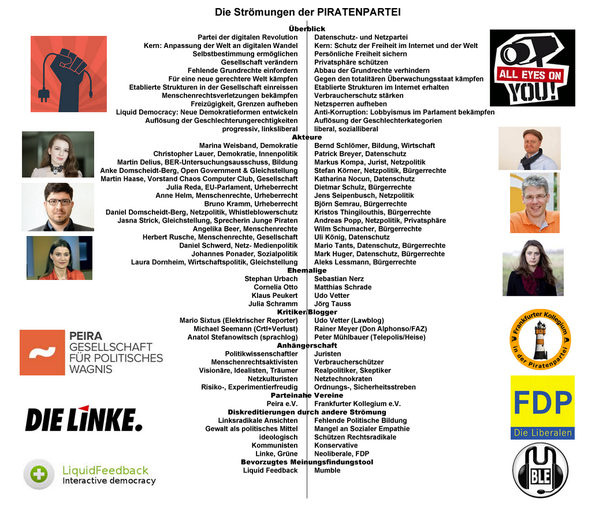 Die Strömungen der PIRATENPARTEI
Überblick
Partei der digitalen Revolution | Datenschutz- und Netzpartei
Kern: Anpassung der Welt an digitalen Wandel | Kern: Schutz der Freiheit im Internet und der Welt
Selbstbestimmung ermöglichen | Persönliche Freiheit sichern
Gesellschaft verändern | Privatsphäre schützen
Fehlende Grundrechte einfordern | Abbau der Grundrechte verhindern
Für eine neue gerechtere Welt kämpfen | Gegen den totalitären Überwachungsstaat kämpfen
Etablierte Strukturen in der Gesellschaft einreissen | Etablierte Strukturen im Internet erhalten
Menschenrechtsverletzungen bekämpfen | Verbraucherschutz stärken
Freizügigkeit, Grenzen aufheben | Netzsperren aufheben
Liquid Democracy: Neue Demokratieformen entwickeln | Anti-Korruption: Lobbyismus im Parlament bekämpfen
Auflösung der Geschlechterungerechtigkeiten | Auflösung der Geschlechterkategorien
progressiv, linksliberal | liberal, sozialliberal
Akteure
Marina Weisband, Demokratie | Bernd Schlömer, Bildung, Wirtschaft
Christopher Lauer, Demokratie, Innenpolitik | Patrick Breyer, Datenschutz
Martin Delius, BER-Untersuchungsausschuss, Bildung | Markus Kompa, Jurist, Netzpolitik
Anke Domscheit-Berg, Open Government & Gleichstellung | Stefan Körner, Netzpolitik, Bürgerrechte
Martin Haase, Vorstand Chaos Computer Club, Gesellschaft | Katharina Nocun, Datenschutz
Julia Reda, EU-Parlament, Urheberrecht | Dietmar Schulz, Bürgerrechte
Anne Helm, Menschenrechte, Urheberrecht | Jens Seipenbusch, Netzpolitik
Bruno Kramm, Urheberrecht | Björn Semrau, Bürgerrechte
Daniel Domscheit-Berg, Netzpolitik, Whistleblowerschutz | Kristos Thingilouthis, Bürgerrechte
Jasna Strick, Gleichstellung, Sprecherin Junge Piraten | Andreas Popp, Netzpolitik, Privatsphäre
Angelika Beer, Menschenrechte | Wilm Schumacher, Bürgerrechte
Herbert Rusche, Menschenrechte, Gesellschaft | Uli König, Datenschutz
Daniel Schwerd, Netz- Medienpolitik | Mario Tants, Datenschutz, Bürgerrechte
Johannes Ponader, Sozialpolitik | Mark Huger, Datenschutz, Bürgerrechte
Laura Dornheim, Wirtschaftspolitik, Gleichstellung | Aleks Lessmann, Bürgerrechte
Ehemalige
Stephan Urbach | Sebastian Nerz
Cornelia Otto | Matthias Schrade
Klaus Peukert | Udo Vetter
Julia Schramm | Jörg Tauss
Kritiker/Blogger
Mario Sixtus (Elektrischer Reporter) | Udo Vetter (Lawblog)
Michael Seemann (Crtl+Verlust) | Rainer Meyer (Don Alphonso/FAZ)
Anatol Stefanowitsch (sprachlog) | Peter Mühlbauer (Telepolis/Heise)
Anhängerschaft
Politikwissenschaftler | Juristen
Menschenrechtsaktivisten | Verbraucherschützer
Visionäre, Idealisten, Träumer | Realpolitiker, Skeptiker
Netzkulturisten | Netztechnokraten
Risiko-, Experimentierfreudig | Ordnungs-, Sicherheitsstreben
Parteinahe Vereine
Peira e.V. | Frankfurter Kollegium e.V.
Diskreditierungen durch andere Strömung
Linksradikale Ansichten | Fehlende Politische Bildung
Gewalt als politisches Mittel | Mangel an Sozialer Empathie
ideologisch | Schützen Rechtsradikale
Kommunisten | Konservative
Linke, Grüne | Neoliberale, FDP
Bevorzugtes Meinungsfindungstool
Liquid Feedback | Mumble
PEIRA
GESELLSCHAFT
FÜR POLITISCHES
WAGNIS
DIE LINKE.
LiquidFeedback
Interactive democracy
ALL EYES ON
YOU!
Frankfurter Kollegium
in der Piratenpartei
FDP
Die Liberalen
BLE